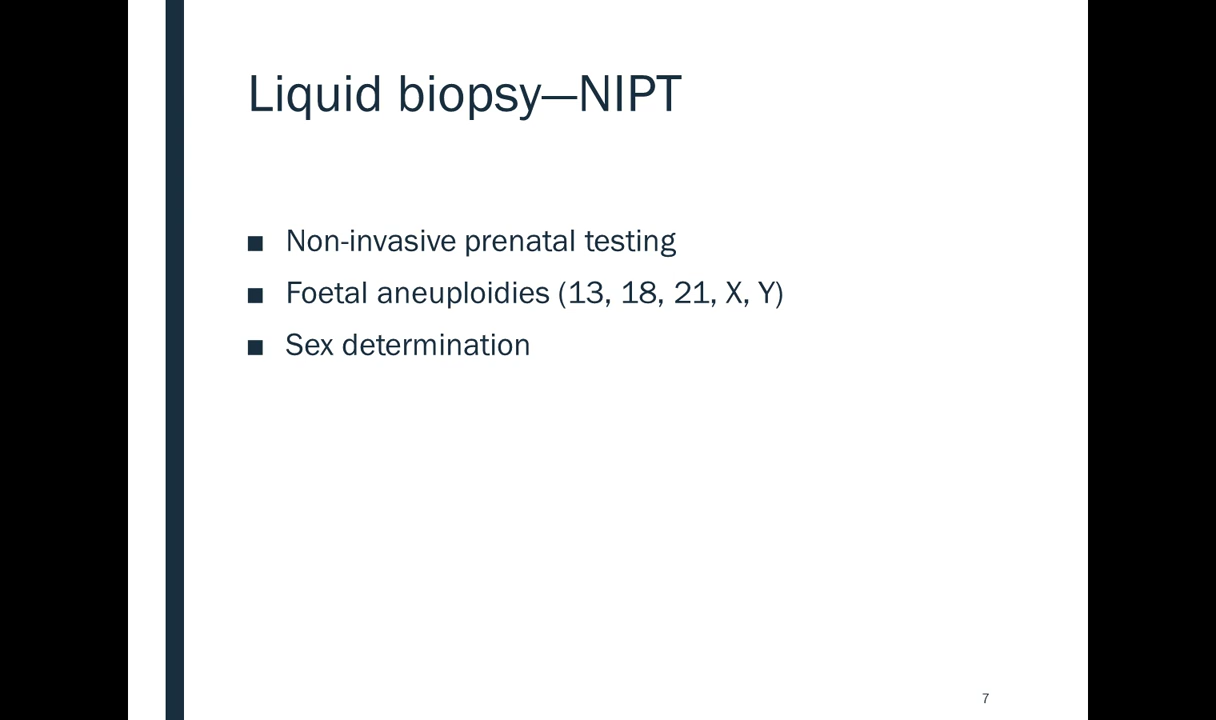 Liquid biopsy—NIPT
■ Non-invasive prenatal testing
■ Foetal aneuploidies (13, 18, 21, X, Y)
■ Sex determination
7